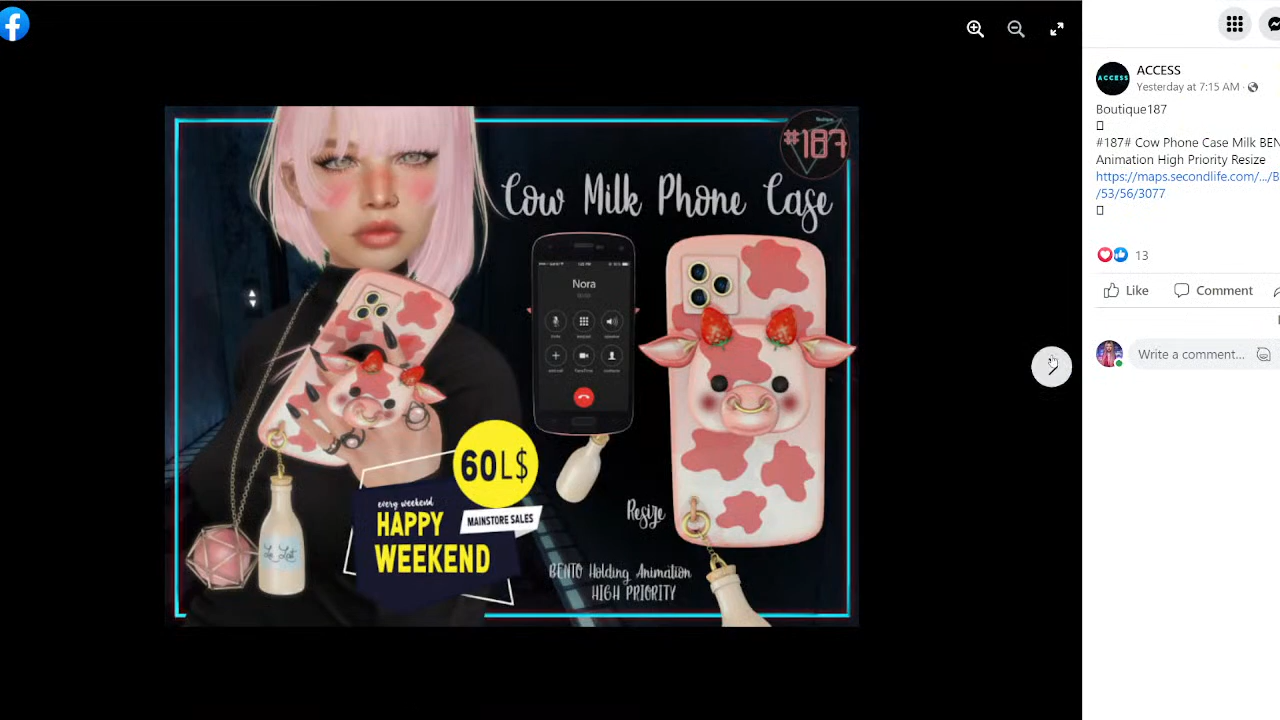 ACCESS
ACCESS
Yesterday at 7:15 AM ·
Boutique187
#187# Cow Phone Case Milk BEN
Animation High Priority Resize
https://maps.secondlife.com/.../B
/53/56/3077
13
Like
Comment
Write a comment...
Boutique
#187
Cow Milk Phone Case
Nora
Resize
60L$
every weekend
HAPPY
WEEKEND
MAINSTORE SALES
BENTO Holding Animation
HIGH PRIORITY